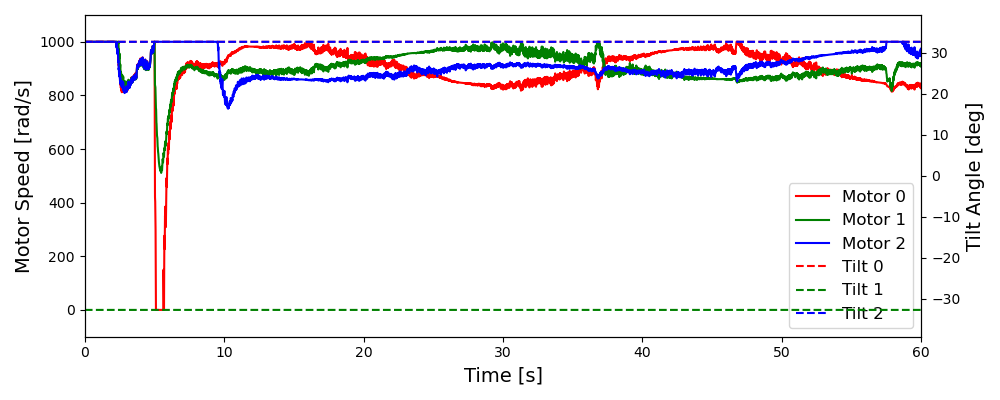 Motor Speed [rad/s]
1000
800
600
400
200
0
0
10
20
30
40
50
60
Time [s]
30
20
10
0
−10
−20
−30
Tilt Angle [deg]
Motor 0
Motor 1
Motor 2
Tilt 0
Tilt 1
Tilt 2